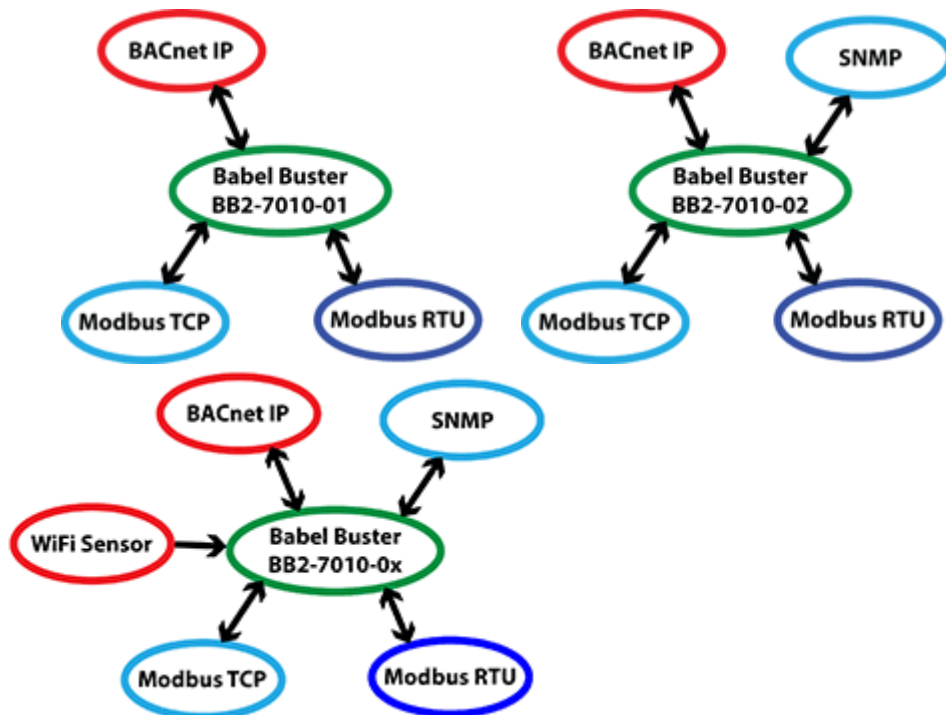 BACnet IP
Babel Buster
BB2-7010-01
Modbus TCP
Modbus RTU
BACnet IP
SNMP
Babel Buster
BB2-7010-02
Modbus TCP
Modbus RTU
BACnet IP
SNMP
WiFi Sensor
Babel Buster
BB2-7010-0x
Modbus TCP
Modbus RTU